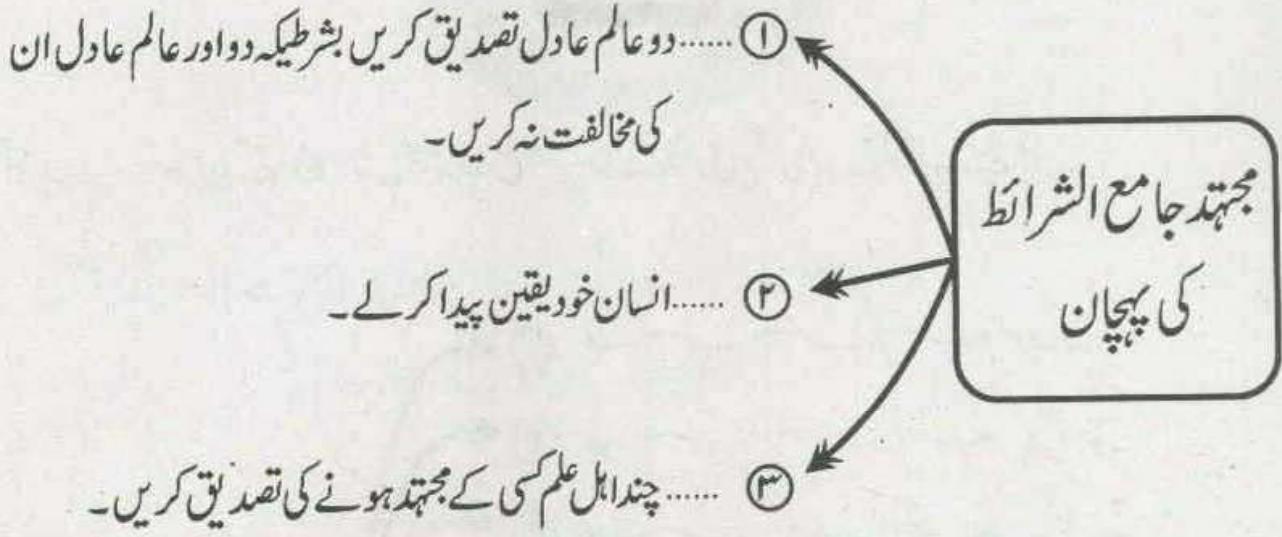 مجتہد جامع الشرائط
کی پہچان
①......دو عالم عادل تصدیق کریں بشرطیکہ دو اور عالم عادل ان
کی مخالفت نہ کریں۔
② ......انسان خود یقین پیدا کر لے۔
③ ......چند اہل علم کسی کے مجتہد ہونے کی تصدیق کریں۔